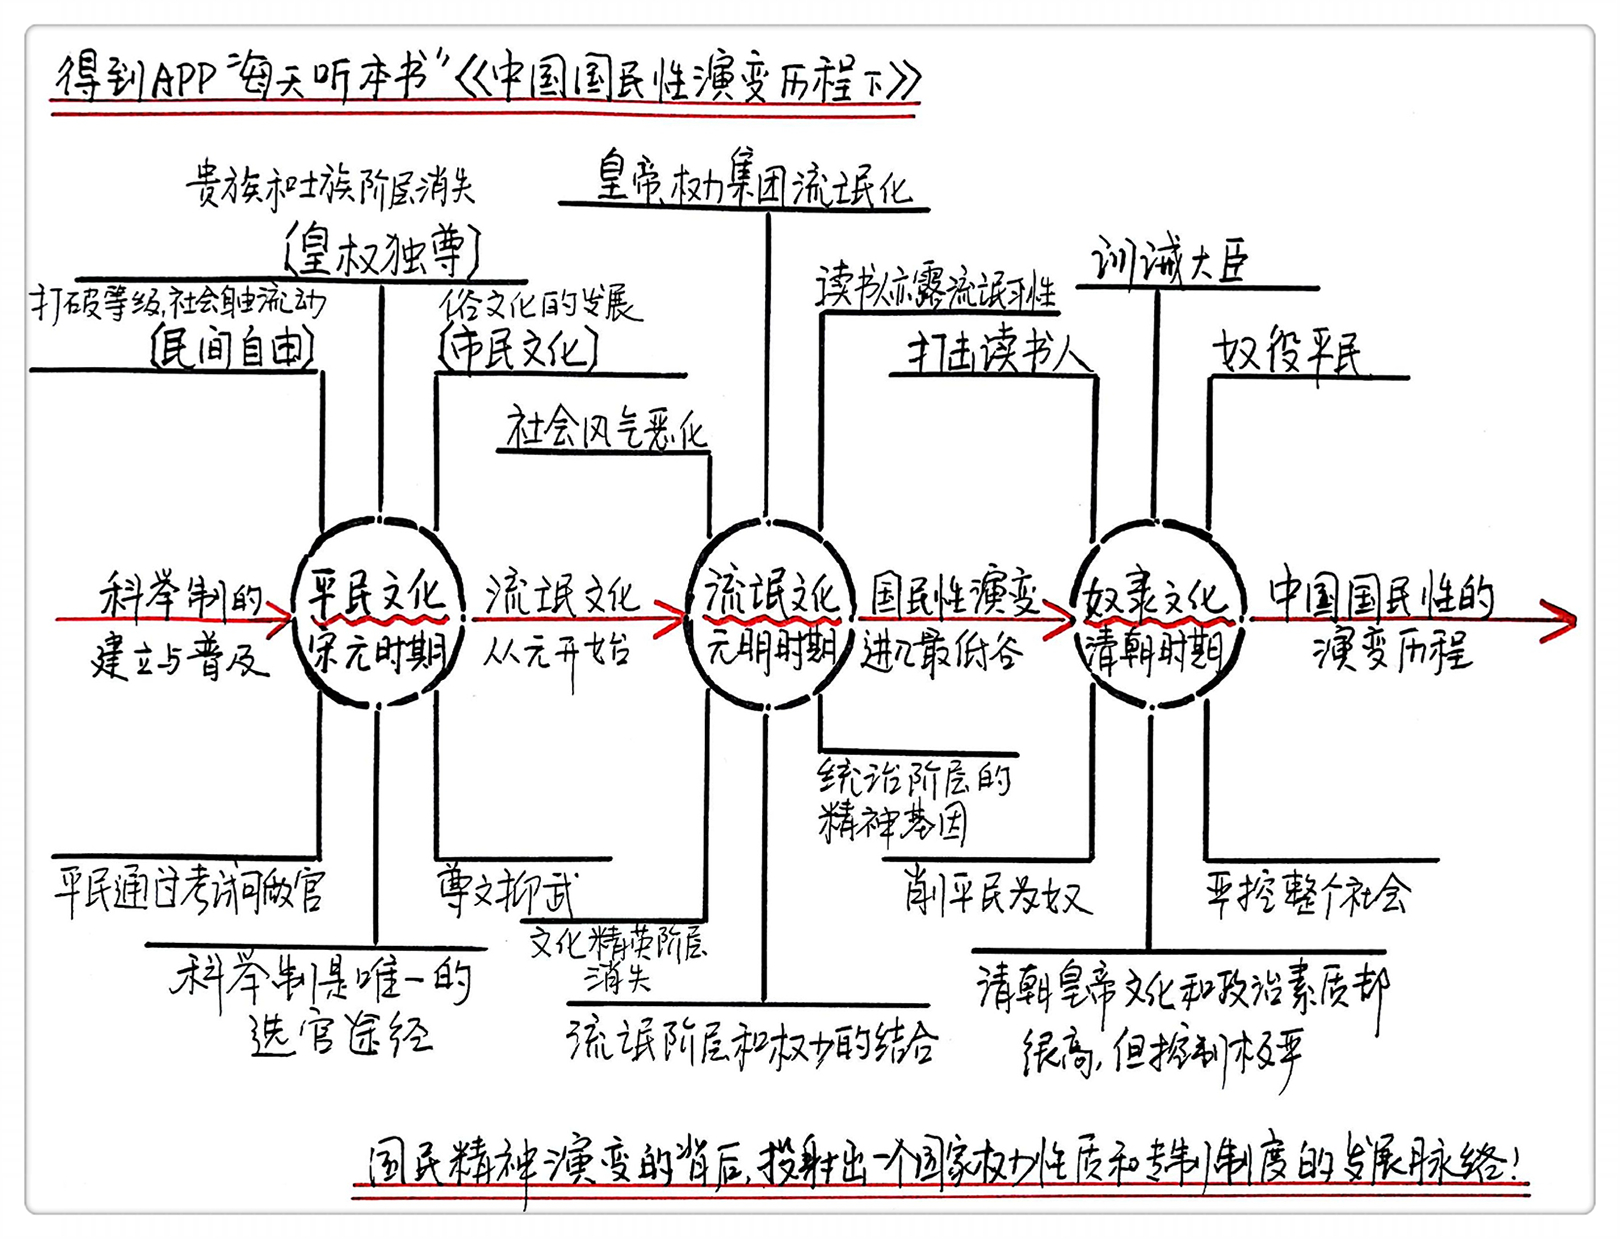 得到APP“每天听本书”《中国国民性演变历程下》
贵族和士族阶层消失
(皇权独尊)
打破等级,社会自由流动
(民间自由)
俗文化的发展
(市民文化)
社会风气恶化
皇帝权力集团流氓化
读书人亦露流氓习性
打击读书人
训诫大臣
奴役平民
科举制的
建立与普及
平民文化
宋元时期
流氓文化
从元开始
流氓文化
元明时期
国民性演变
进入最低谷
奴隶文化
清朝时期
中国国民性的
演变历程
平民通过考试可做官
科举制是唯一的
选官途经
尊文抑武
文化精英阶层
消失
流氓阶层和权力的结合
统治阶层的
精神基因
削平民为奴
清朝皇帝文化和政治素质却
很高,但控制极严
严控整个社会
国民精神演变的背后,投射出一个国家权力性质和专制制度的发展脉络!